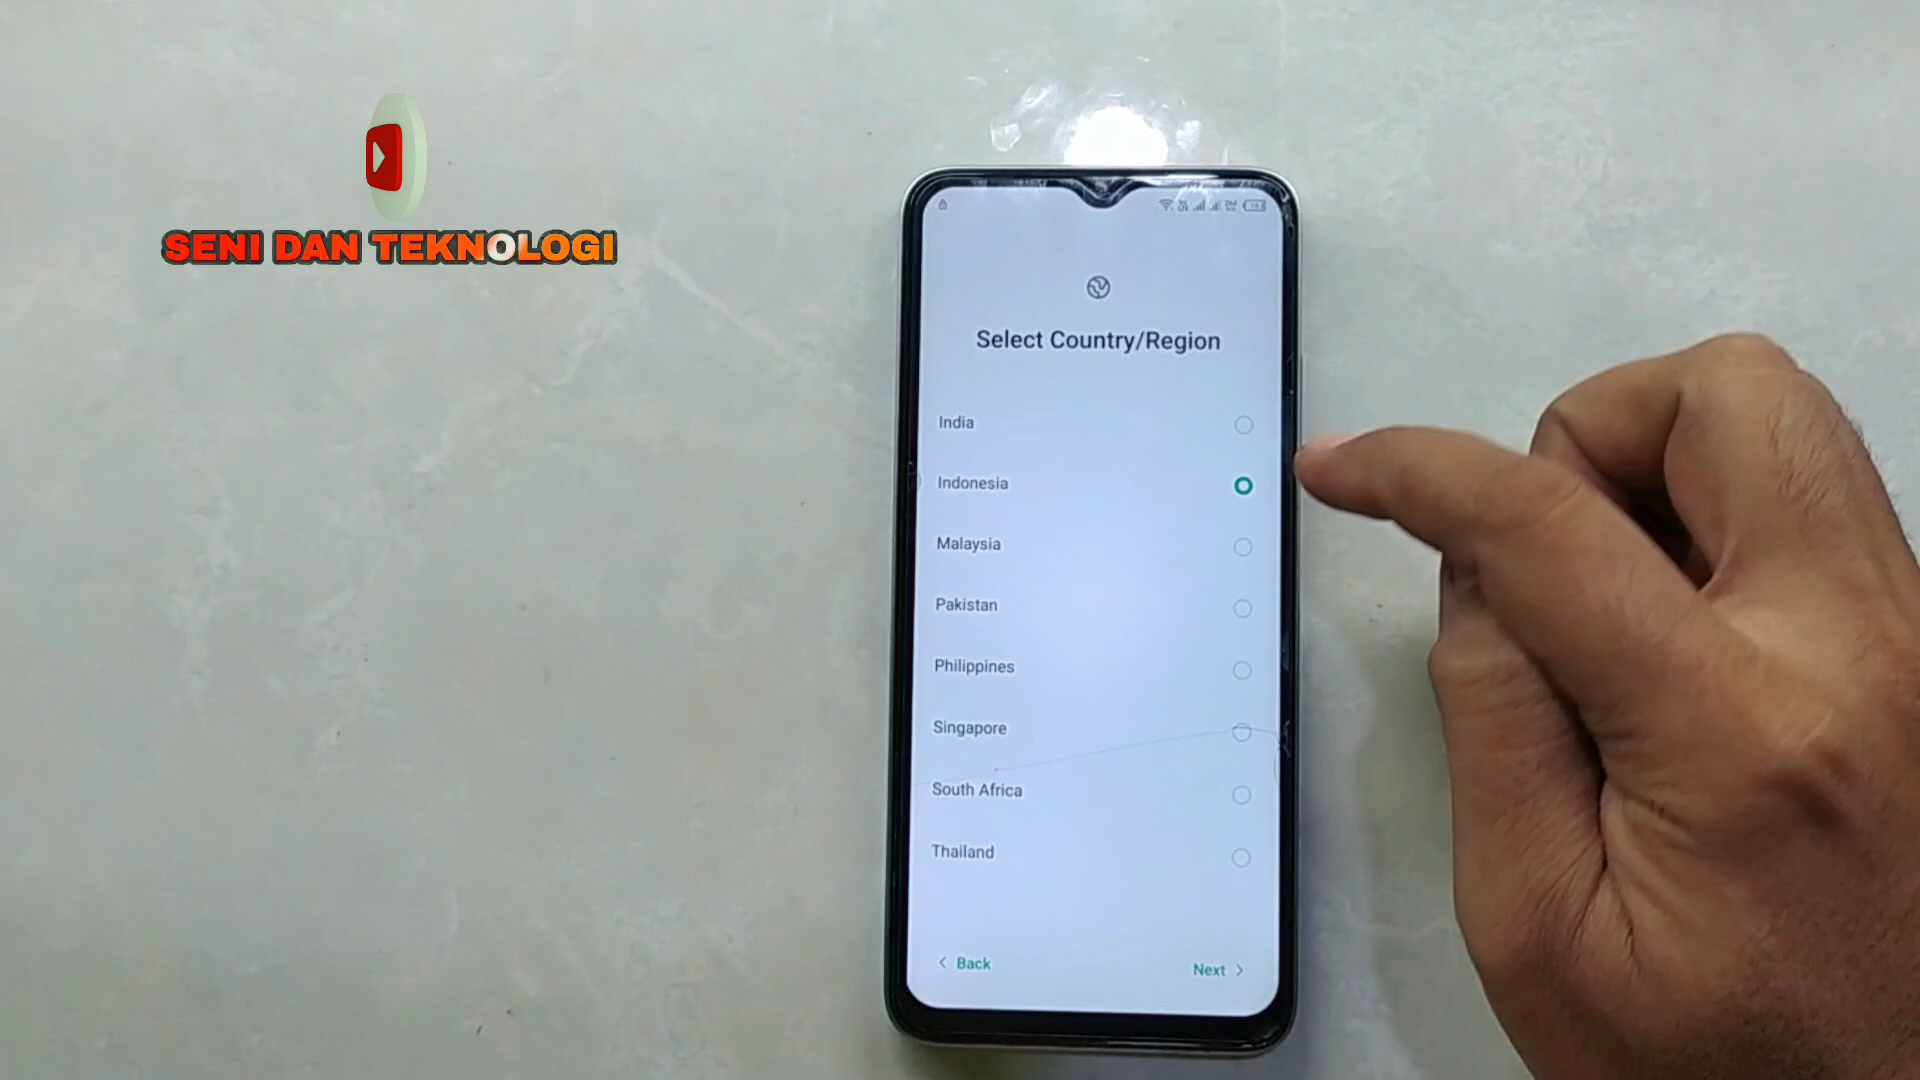 SENI DAN TEKNOLOGI
Select Country/Region
India
Indonesia
Malaysia
Pakistan
Philippines
Singapore
South Africa
Thailand
Back
Next